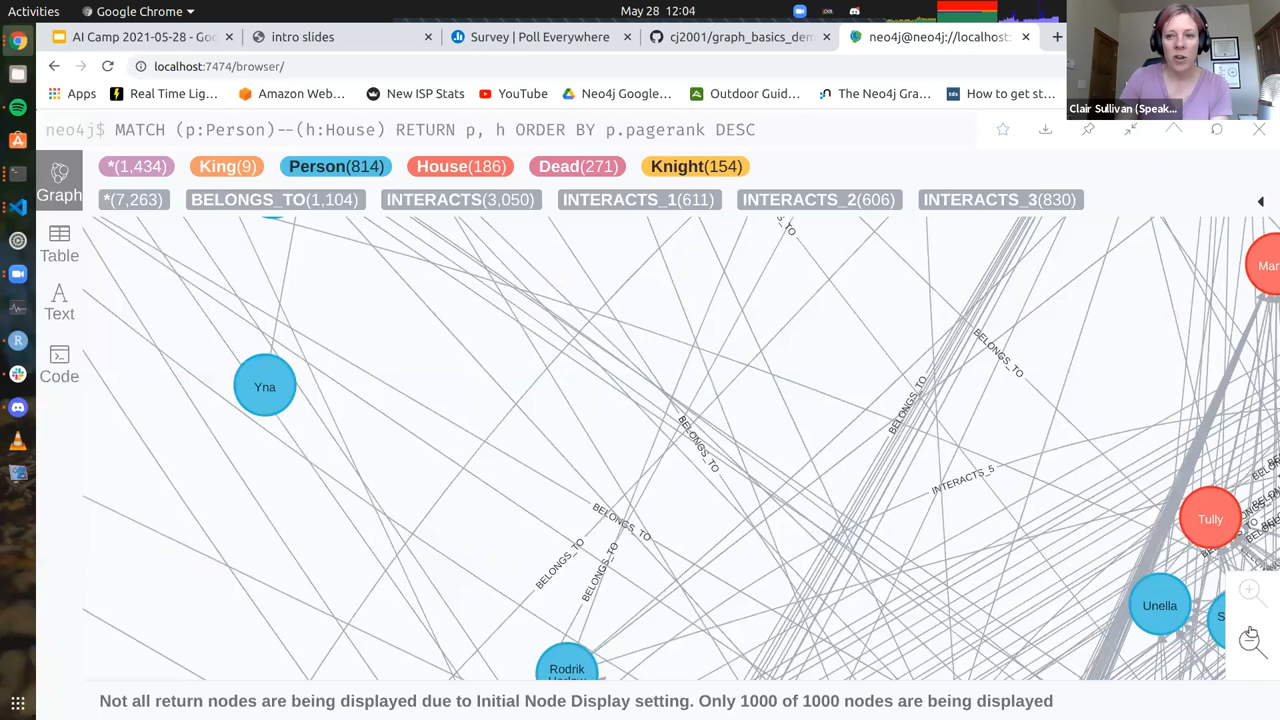 Activities
Google Chrome
May 28 12:04
AI Camp 2021-05-28 - Goo
intro slides
Survey | Poll Everywhere
cj2001/graph_basics_dem
neo4j@neo4j://localhost:
localhost:7474/browser/
Apps
Real Time Lig...
Amazon Web...
New ISP Stats
YouTube
Neo4j Google...
Outdoor Guid...
The Neo4j Gra...
How to get st...
Clair Sullivan (Speak...
neo4j$ MATCH (p:Person)--(h:House) RETURN p, h ORDER BY p.pagerank DESC
*(1,434) King(9) Person(814) House(186) Dead(271) Knight(154)
*(7,263) BELONGS_TO(1,104) INTERACTS(3,050) INTERACTS_1(611) INTERACTS_2(606) INTERACTS_3(830)
Graph
Table
Text
Code
Mar
BELONGS_TO
Yna
BELONGS_TO
BELONGS_TO
INTERACTS_5
BELONGS_TO
Tully
BELONGS_TO
BELONGS_TO
Unella
S
Rodrik
Not all return nodes are being displayed due to Initial Node Display setting. Only 1000 of 1000 nodes are being displayed